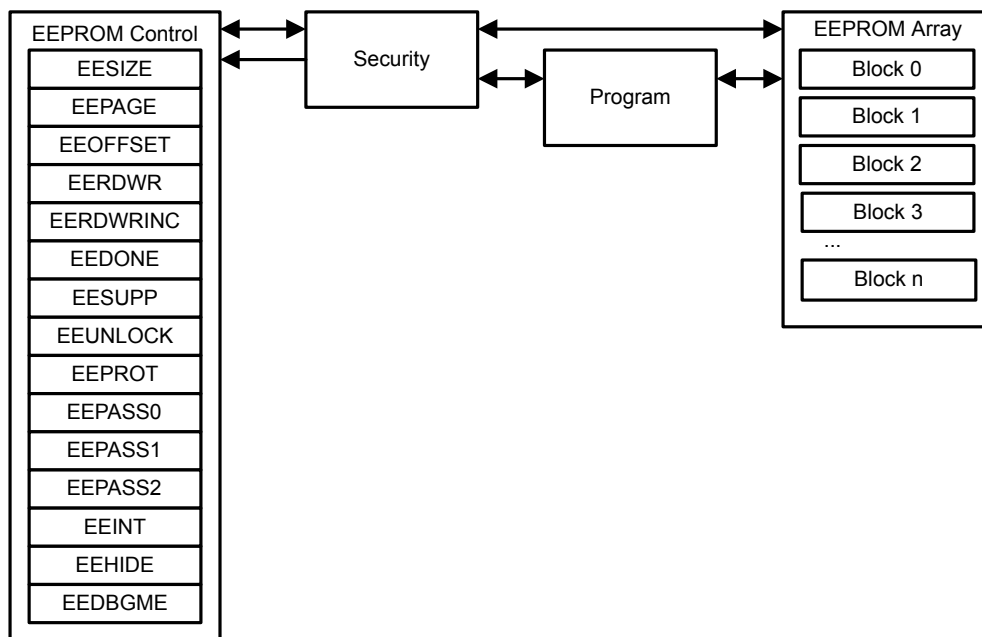 EEPROM Control
EESIZE
EEPAGE
EEOFFSET
EERDWR
EERDWRINC
EEDONE
EESUPP
EEUNLOCK
EEPROT
EEPASS0
EEPASS1
EEPASS2
EEINT
EEHIDE
EEDBGME
Security
Program
EEPROM Array
Block 0
Block 1
Block 2
Block 3
...
Block n